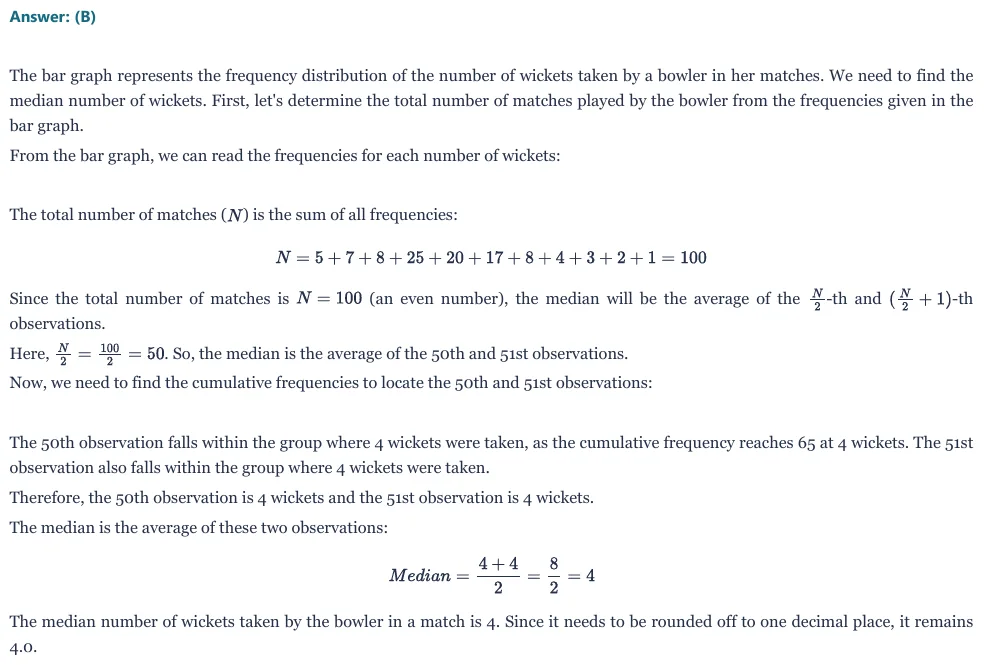 Answer: (B)
The bar graph represents the frequency distribution of the number of wickets taken by a bowler in her matches. We need to find the
median number of wickets. First, let's determine the total number of matches played by the bowler from the frequencies given in the
bar graph.
From the bar graph, we can read the frequencies for each number of wickets:
The total number of matches (N) is the sum of all frequencies:
N = 5 + 7 + 8 + 25 + 20 + 17 + 8 + 4 + 3 + 2 + 1 = 100
Since the total number of matches is N = 100 (an even number), the median will be the average of the N/2-th and (N/2 + 1)-th
observations.
Here, N/2 = 100/2 = 50. So, the median is the average of the 50th and 51st observations.
Now, we need to find the cumulative frequencies to locate the 50th and 51st observations:
The 50th observation falls within the group where 4 wickets were taken, as the cumulative frequency reaches 65 at 4 wickets. The 51st
observation also falls within the group where 4 wickets were taken.
Therefore, the 50th observation is 4 wickets and the 51st observation is 4 wickets.
The median is the average of these two observations:
Median = (4 + 4)/2 = 8/2 = 4
The median number of wickets taken by the bowler in a match is 4. Since it needs to be rounded off to one decimal place, it remains
4.0.